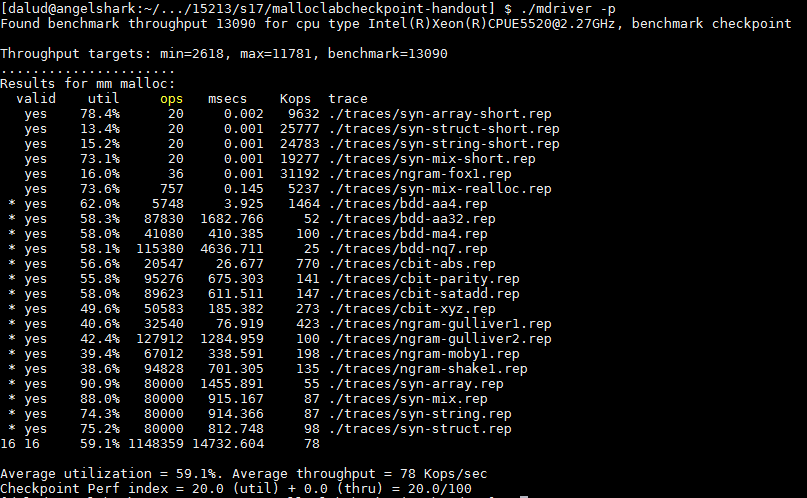 [dalud@angelshark:~/.../15213/s17/malloclabcheckpoint-handout] $ ./mdriver -p
Found benchmark throughput 13090 for cpu type Intel(R)Xeon(R)CPUE5520@2.27GHz, benchmark checkpoint

Throughput targets: min=2618, max=11781, benchmark=13090
......................
Results for mm malloc:
  valid    util     ops    msecs    Kops  trace
   yes    78.4%      20     0.002   9632 ./traces/syn-array-short.rep
   yes    13.4%      20     0.001  25777 ./traces/syn-struct-short.rep
   yes    15.2%      20     0.001  24783 ./traces/syn-string-short.rep
   yes    73.1%      20     0.001  19277 ./traces/syn-mix-short.rep
   yes    16.0%      36     0.001  31192 ./traces/ngram-fox1.rep
   yes    73.6%     757     0.145   5237 ./traces/syn-mix-realloc.rep
 * yes    62.0%    5748     3.925   1464 ./traces/bdd-aa4.rep
 * yes    58.3%   87830  1682.766     52 ./traces/bdd-aa32.rep
 * yes    58.0%   41080   410.385    100 ./traces/bdd-ma4.rep
 * yes    58.1%  115380  4636.711     25 ./traces/bdd-nq7.rep
 * yes    56.6%   20547    26.677    770 ./traces/cbit-abs.rep
 * yes    55.8%   95276   675.303    141 ./traces/cbit-parity.rep
 * yes    58.0%   89623   611.511    147 ./traces/cbit-satadd.rep
 * yes    49.6%   50583   185.382    273 ./traces/cbit-xyz.rep
 * yes    40.6%   32540    76.919    423 ./traces/ngram-gulliver1.rep
 * yes    42.4%  127912  1284.959    100 ./traces/ngram-gulliver2.rep
 * yes    39.4%   67012   338.591    198 ./traces/ngram-moby1.rep
 * yes    38.6%   94828   701.305    135 ./traces/ngram-shake1.rep
 * yes    90.9%   80000  1455.891     55 ./traces/syn-array.rep
 * yes    88.0%   80000   915.167     87 ./traces/syn-mix.rep
 * yes    74.3%   80000   914.366     87 ./traces/syn-string.rep
 * yes    75.2%   80000   812.748     98 ./traces/syn-struct.rep
16 16     59.1% 1148359 14732.604     78

Average utilization = 59.1%. Average throughput = 78 Kops/sec
Checkpoint Perf index = 20.0 (util) + 0.0 (thru) = 20.0/100